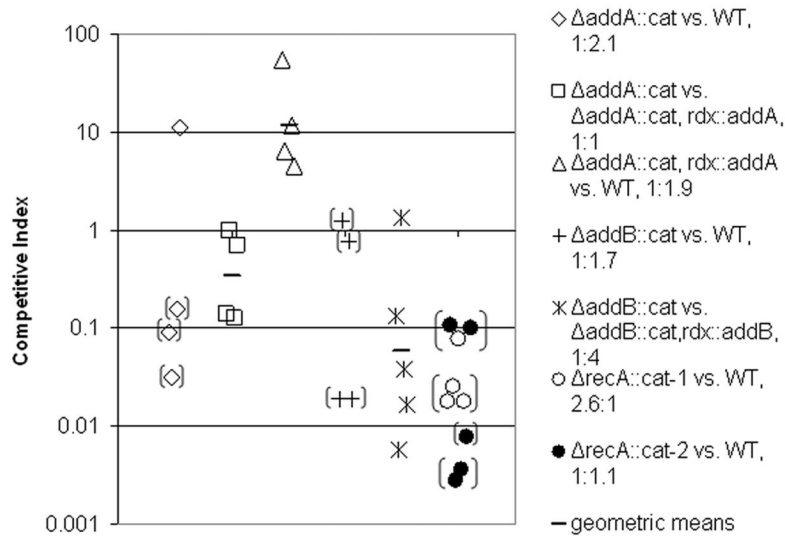 100
10
1
0.1
0.01
0.001
Competitive Index
ΔaddA::cat vs. WT,
1:2.1
ΔaddA::cat vs.
ΔaddA::cat, rdx::addA,
1:1
ΔaddA::cat, rdx::addA
vs. WT, 1:1.9
ΔaddB::cat vs. WT,
1:1.7
ΔaddB::cat vs.
ΔaddB::cat,rdx::addB,
1:4
ΔrecA::cat-1 vs. WT,
2.6:1
ΔrecA::cat-2 vs. WT,
1:1.1
geometric means